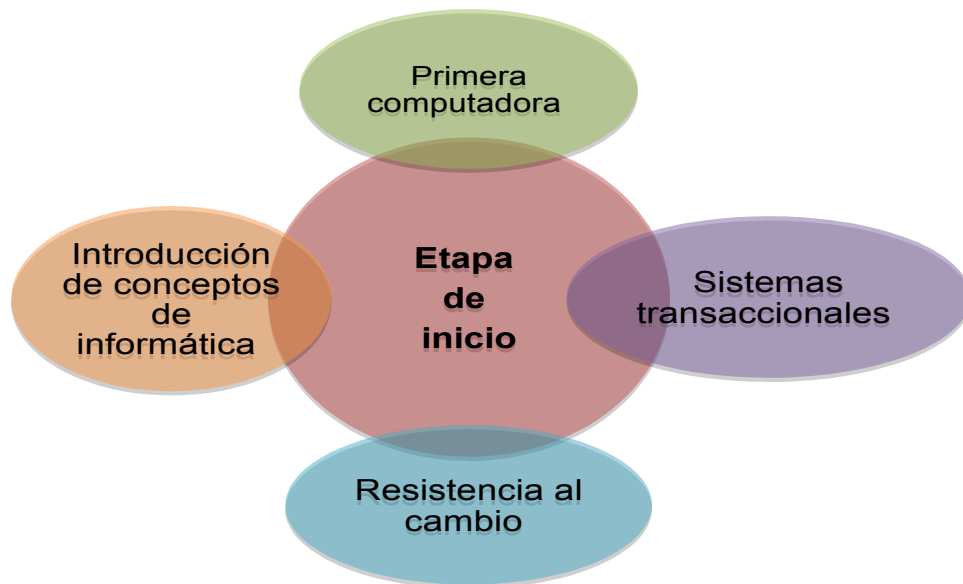 Primera
computadora
Introducción
de conceptos
de
informática
Etapa
de
inicio
Sistemas
transaccionales
Resistencia al
cambio